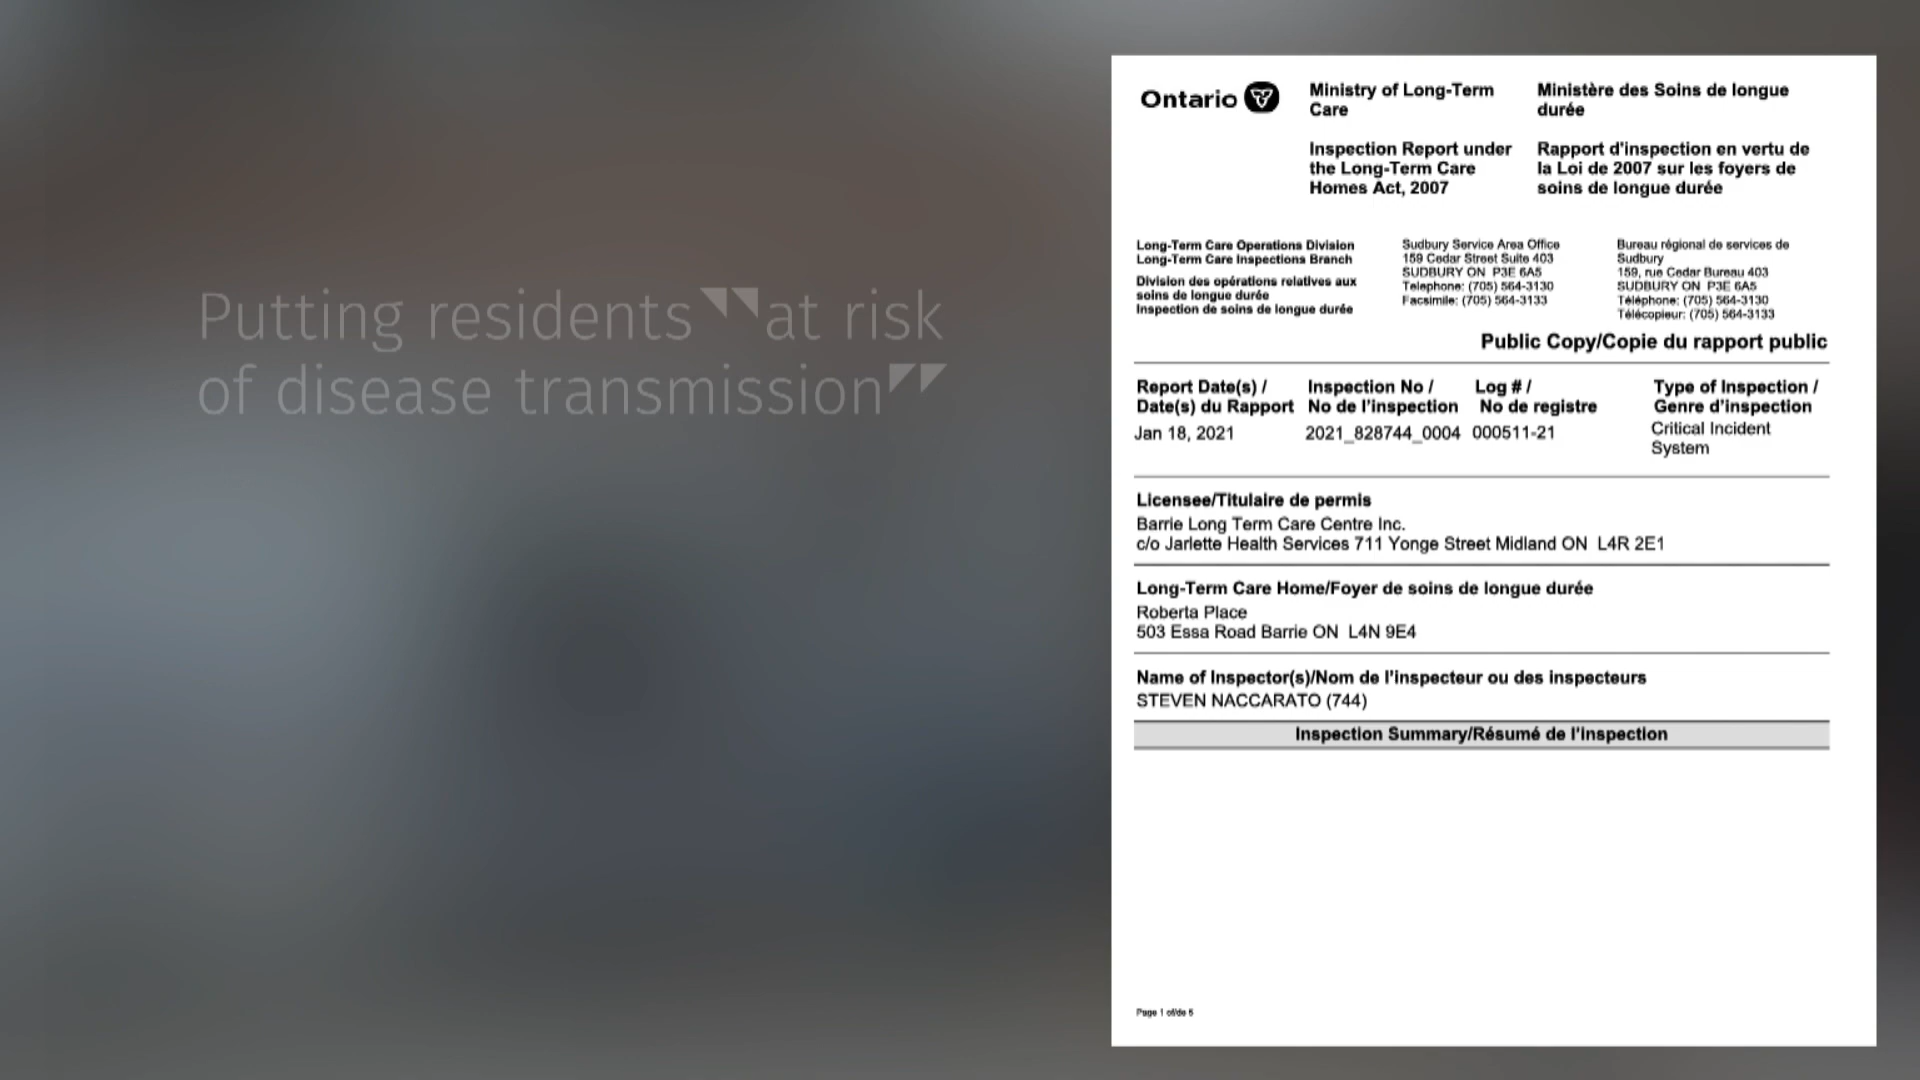 Putting residents "at risk
of disease transmission"
Ontario
Ministry of Long-Term
Care
Inspection Report under
the Long-Term Care
Homes Act, 2007
Ministère des Soins de longue
durée
Rapport d'inspection en vertu de
la Loi de 2007 sur les foyers de
soins de longue durée
Long-Term Care Operations Division
Long-Term Care Inspections Branch
Division des opérations relatives aux
soins de longue durée
Inspection de soins de longue durée
Sudbury Service Area Office
159 Cedar Street Suite 403
SUDBURY ON P3E 6A5
Telephone: (705) 564-3130
Facsimile: (705) 564-3133
Bureau régional de services de
Sudbury
159, rue Cedar Bureau 403
SUDBURY ON P3E 6A5
Téléphone: (705) 564-3130
Télécopieur: (705) 564-3133
Public Copy/Copie du rapport public
Report Date(s) /
Date(s) du Rapport
Inspection No /
No de l'inspection
Log # /
No de registre
Type of Inspection /
Genre d'inspection
Jan 18, 2021
2021_828744_0004
000511-21
Critical Incident
System
Licensee/Titulaire de permis
Barrie Long Term Care Centre Inc.
c/o Jarlette Health Services 711 Yonge Street Midland ON L4R 2E1
Long-Term Care Home/Foyer de soins de longue durée
Roberta Place
503 Essa Road Barrie ON L4N 9E4
Name of Inspector(s)/Nom de l'inspecteur ou des inspecteurs
STEVEN NACCARATO (744)
Inspection Summary/Résumé de l'inspection
Page 1 of/de 5